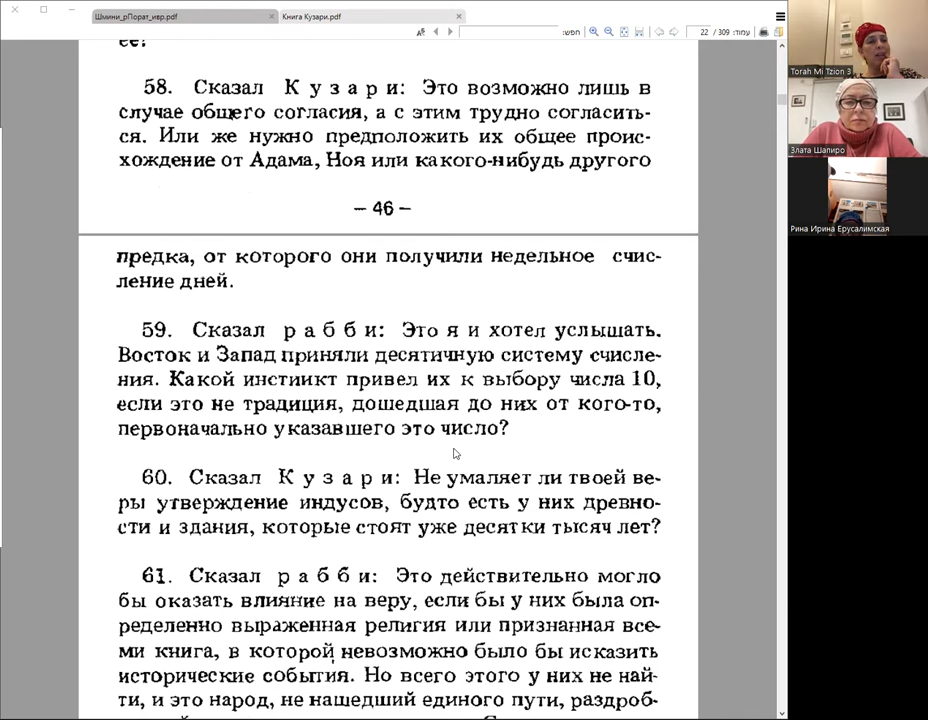 Шмини_рПорат_ивр.pdf
Книга Кузари.pdf
חפש:
22 / 309
עמוד:
ее?
58. Сказал Кузари: Это возможно лишь в
случае общего согласия, а с этим трудно согласить-
ся. Или же нужно предположить их общее проис-
хождение от Адама, Ноя или какого-нибудь другого
– 46 –
предка, от которого они получили недельное счис-
ление дней.
59. Сказал рабби: Это я и хотел услышать.
Восток и Запад приняли десятичную систему счисле-
ния. Какой инстинкт привел их к выбору числа 10,
если это не традиция, дошедшая до них от кого-то,
первоначально указавшего это число?
60. Сказал Кузари: Не умаляет ли твоей ве-
ры утверждение индусов, будто есть у них древно-
сти и здания, которые стоят уже десятки тысяч лет?
61. Сказал рабби: Это действительно могло
бы оказать влияние на веру, если бы у них была оп-
ределенно выраженная религия или признанная все-
ми книга, в которой невозможно было бы исказить
исторические события. Но всего этого у них не най-
ти, и это народ, не нашедший единого пути, раздроб-
Torah Mi Tzion 3
Злата Шапиро
Рина Ирина Ерусалимская